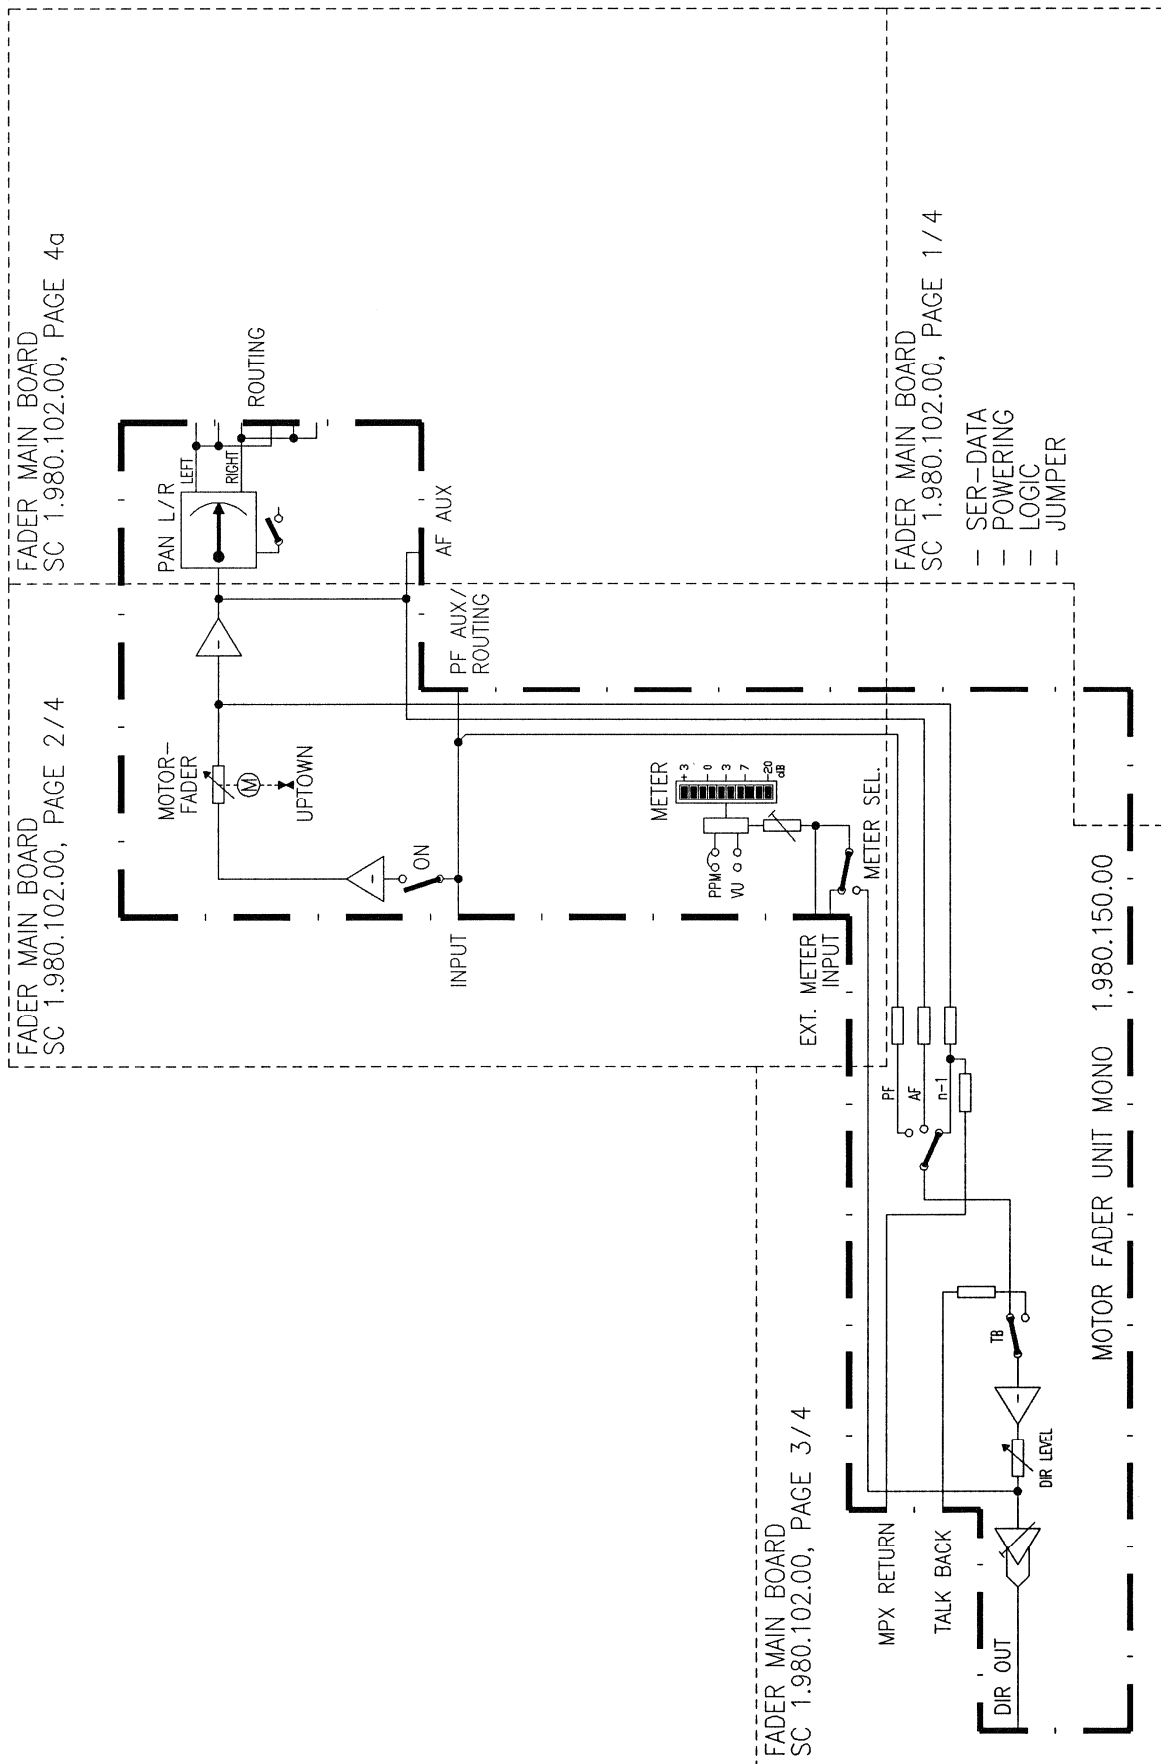 FADER MAIN BOARD
SC 1.980.102.00, PAGE 2/4
FADER MAIN BOARD
SC 1.980.102.00, PAGE 4a
MOTOR-
FADER
M
UPTOWN
PAN L/R
LEFT
RIGHT
ROUTING
ON
INPUT
AF AUX
PF AUX/
ROUTING
METER
+3
0
3
7
-20
dB
PPM
VU
METER SEL.
EXT. METER
INPUT
FADER MAIN BOARD
SC 1.980.102.00, PAGE 1/4
- SER-DATA
- POWERING
- LOGIC
- JUMPER
FADER MAIN BOARD
SC 1.980.102.00, PAGE 3/4
PF
AF
n-1
MPX RETURN
TALK BACK
TB
DIR LEVEL
DIR OUT
MOTOR FADER UNIT MONO 1.980.150.00